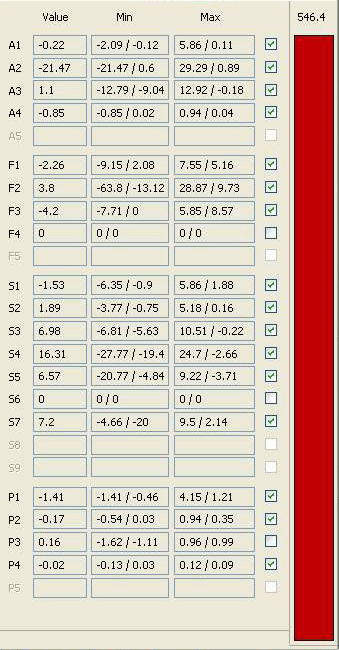 Value Min Max 546.4
A1 -0.22 -2.09 / -0.12 5.86 / 0.11
A2 -21.47 -21.47 / 0.6 29.29 / 0.89
A3 1.1 -12.79 / -9.04 12.92 / -0.18
A4 -0.85 -0.85 / 0.02 0.94 / 0.04
A5
F1 -2.26 -9.15 / 2.08 7.55 / 5.16
F2 3.8 -63.8 / -13.12 28.87 / 9.73
F3 -4.2 -7.71 / 0 5.85 / 8.57
F4 0 0 / 0 0 / 0
F5
S1 -1.53 -6.35 / -0.9 5.86 / 1.88
S2 1.89 -3.77 / -0.75 5.18 / 0.16
S3 6.98 -6.81 / -5.63 10.51 / -0.22
S4 16.31 -27.77 / -19.4 24.7 / -2.66
S5 6.57 -20.77 / -4.84 9.22 / -3.71
S6 0 0 / 0 0 / 0
S7 7.2 -4.66 / -20 9.5 / 2.14
S8
S9
P1 -1.41 -1.41 / -0.46 4.15 / 1.21
P2 -0.17 -0.54 / 0.03 0.94 / 0.35
P3 0.16 -1.62 / -1.11 0.96 / 0.99
P4 -0.02 -0.13 / 0.03 0.12 / 0.09
P5